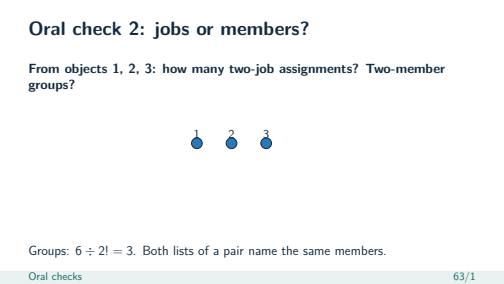 Oral check 2: jobs or members?
From objects 1, 2, 3: how many two-job assignments? Two-member
groups?
1 2 3
Groups: 6 ÷ 2! = 3. Both lists of a pair name the same members.
Oral checks 63/1